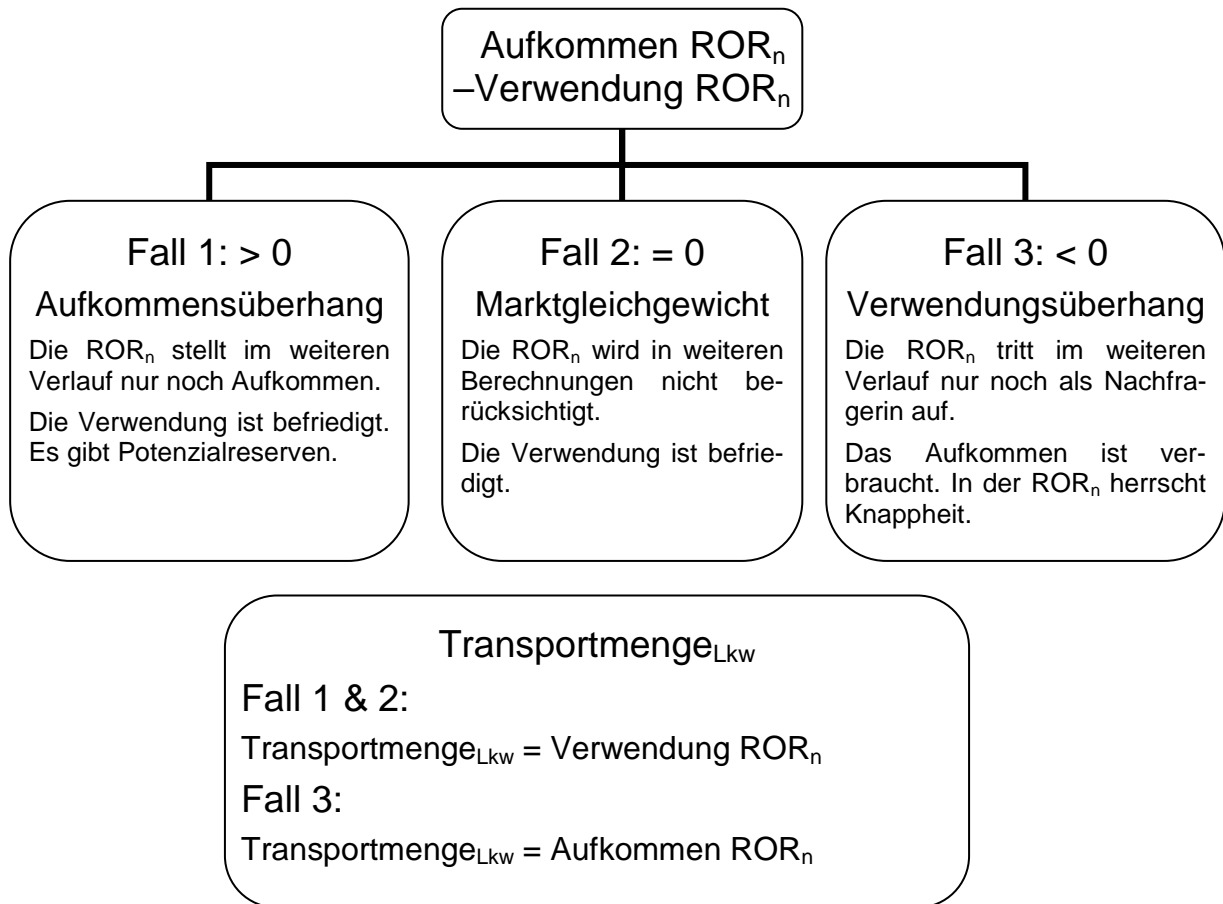 Aufkommen RORn
–Verwendung RORn
Fall 1: > 0
Aufkommensüberhang
Die RORn stellt im weiteren
Verlauf nur noch Aufkommen.
Die Verwendung ist befriedigt.
Es gibt Potenzialreserven.
Fall 2: = 0
Marktgleichgewicht
Die RORn wird in weiteren
Berechnungen nicht be-
rücksichtigt.
Die Verwendung ist befrie-
digt.
Fall 3: < 0
Verwendungsüberhang
Die RORn tritt im weiteren
Verlauf nur noch als Nachfra-
gerin auf.
Das Aufkommen ist ver-
braucht. In der RORn herrscht
Knappheit.
TransportmengeLkw
Fall 1 & 2:
TransportmengeLkw = Verwendung RORn
Fall 3:
TransportmengeLkw = Aufkommen RORn